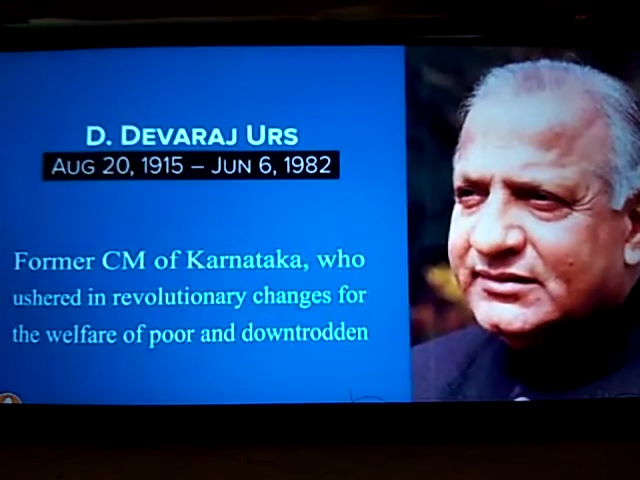 D. DEVARAJ URS
AUG 20, 1915 – JUN 6, 1982
Former CM of Karnataka, who
ushered in revolutionary changes for
the welfare of poor and downtrodden